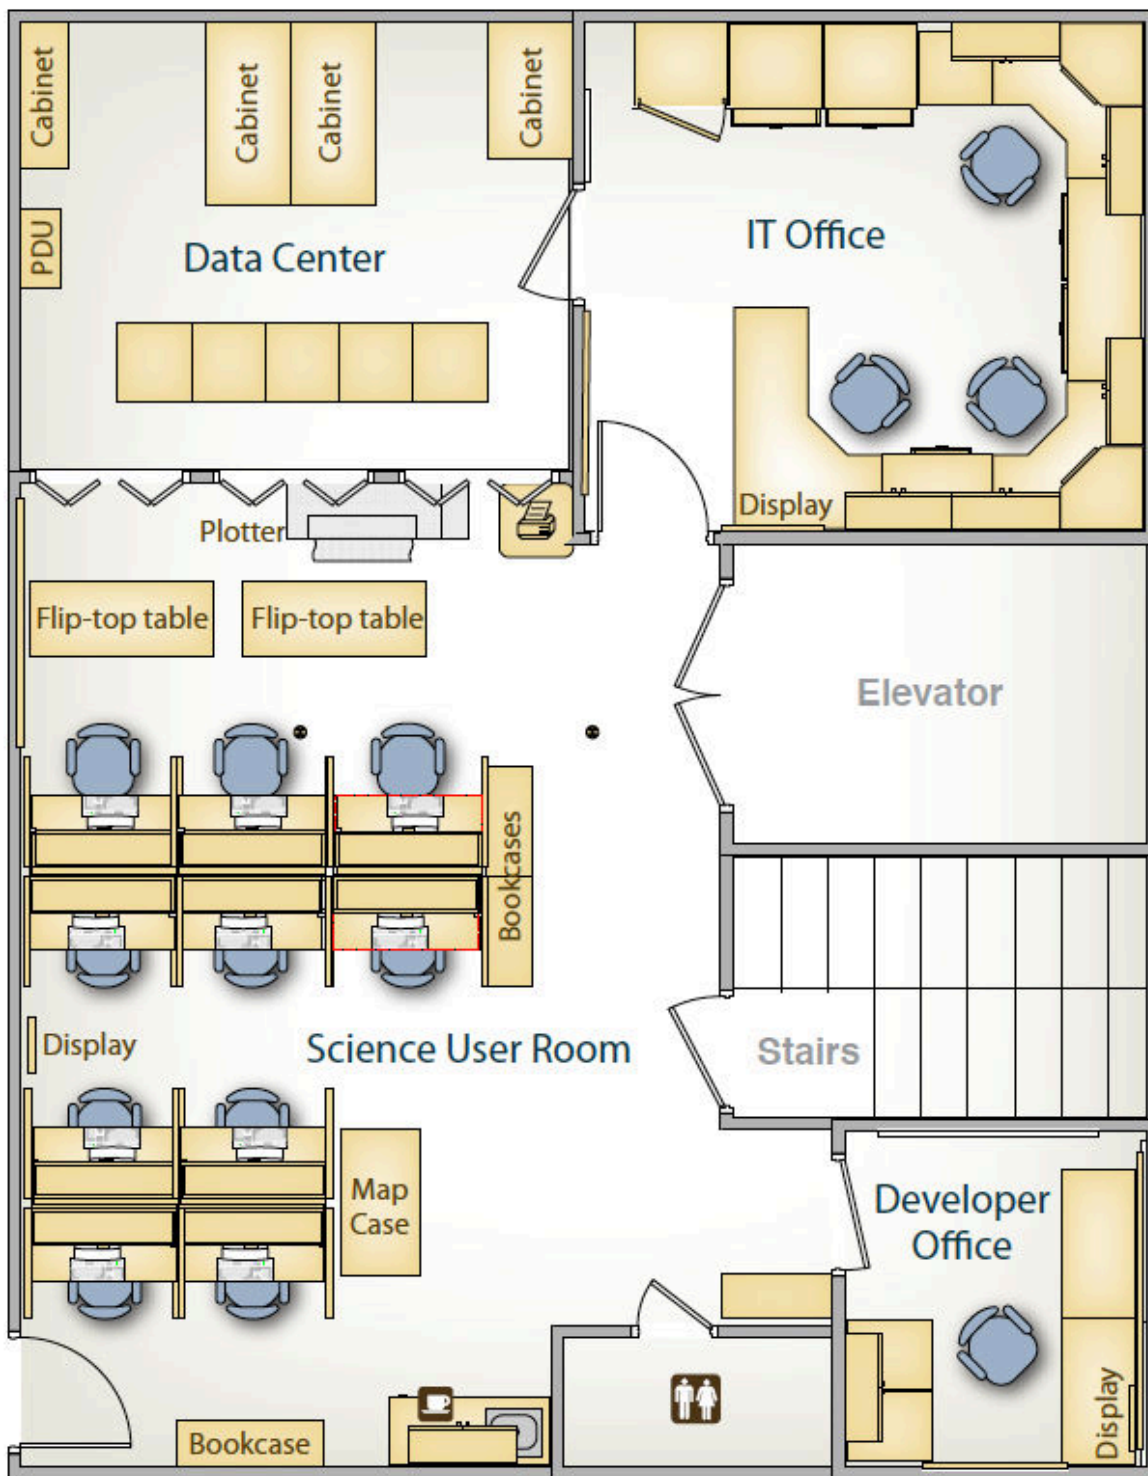 Cabinet
Cabinet
Cabinet
Cabinet
PDU
Data Center
IT Office
Display
Plotter
Flip-top table
Flip-top table
Elevator
Bookcases
Display
Science User Room
Stairs
Map
Case
Developer
Office
Display
Bookcase